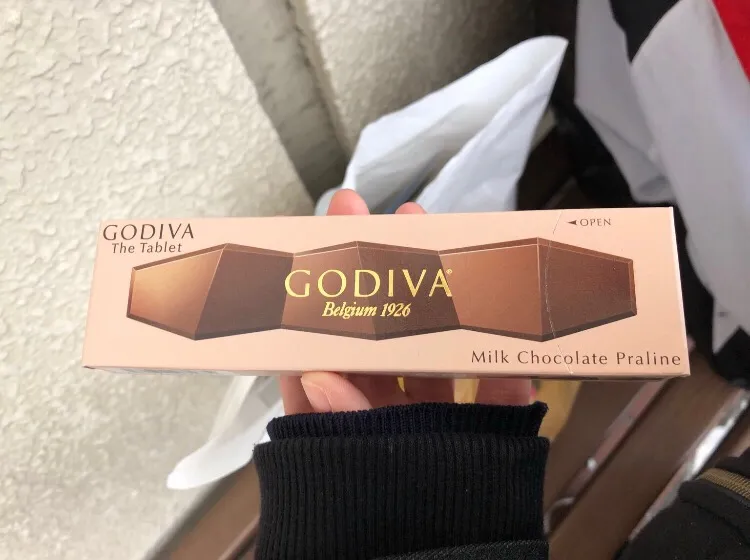 GODIVA
The Tablet
◄OPEN
GODIVA®
Belgium 1926
Milk Chocolate Praline